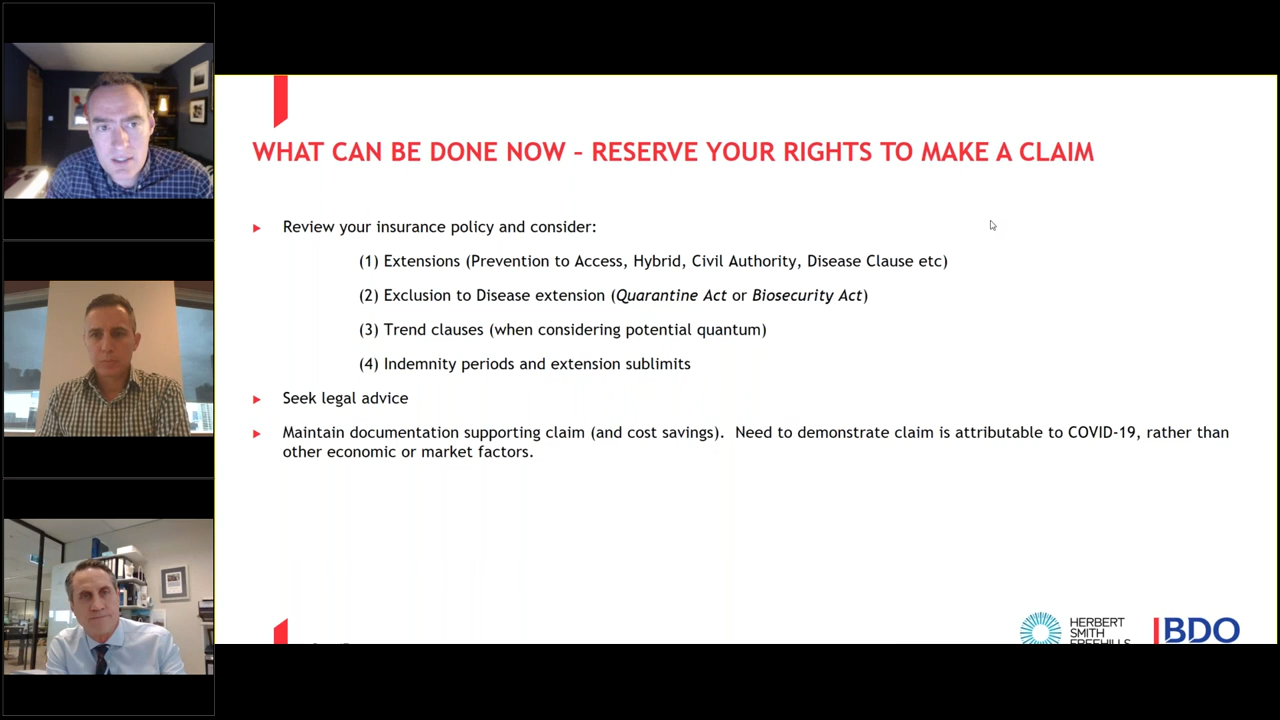 WHAT CAN BE DONE NOW – RESERVE YOUR RIGHTS TO MAKE A CLAIM
Review your insurance policy and consider:
(1) Extensions (Prevention to Access, Hybrid, Civil Authority, Disease Clause etc)
(2) Exclusion to Disease extension (Quarantine Act or Biosecurity Act)
(3) Trend clauses (when considering potential quantum)
(4) Indemnity periods and extension sublimits
Seek legal advice
Maintain documentation supporting claim (and cost savings). Need to demonstrate claim is attributable to COVID-19, rather than
other economic or market factors.
HERBERT
SMITH
FREEHILLS
BDO